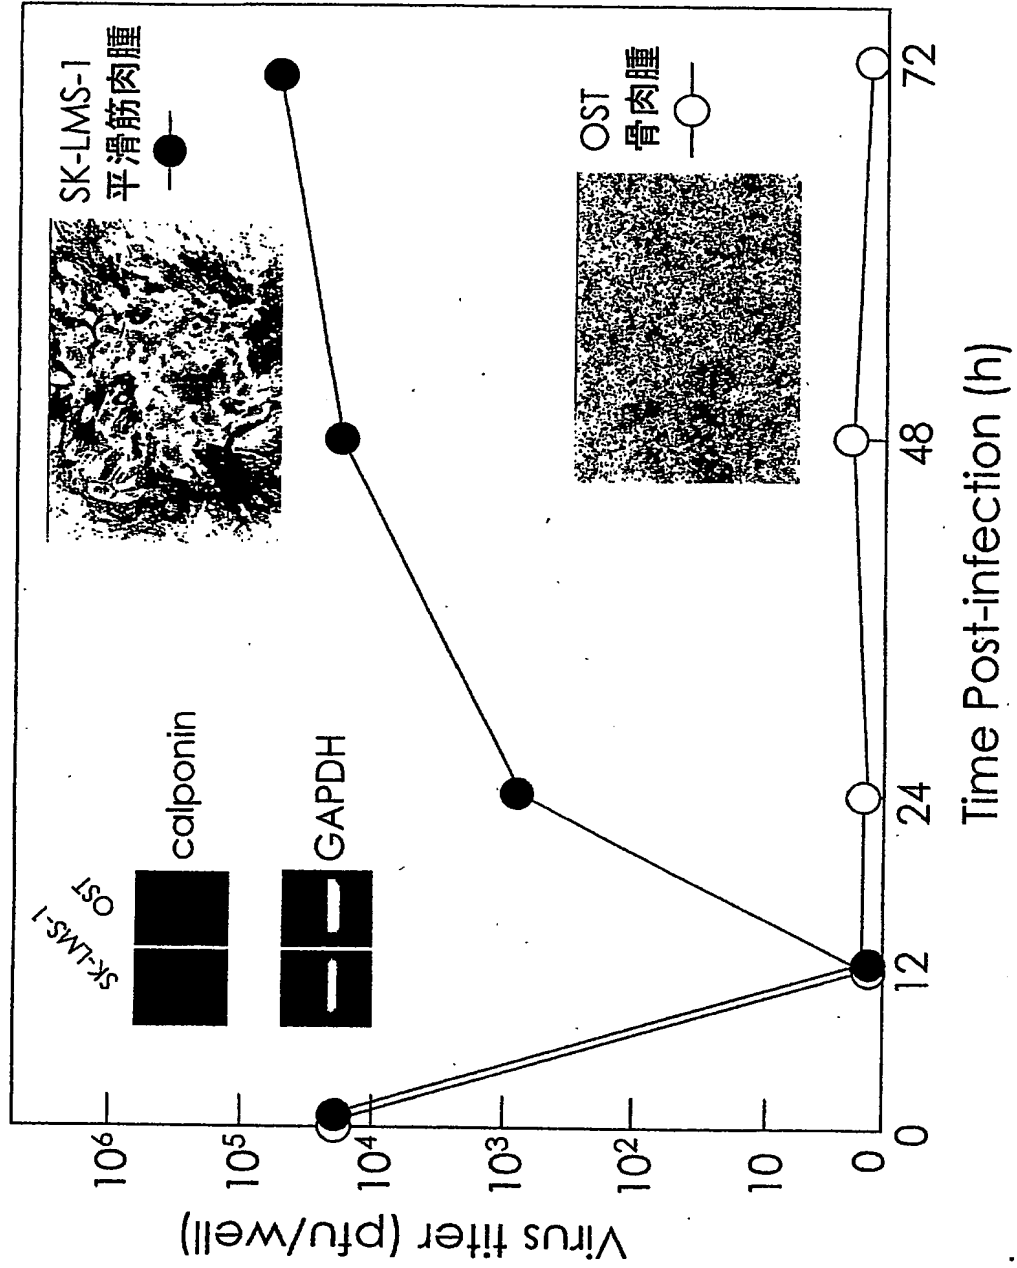 Virus titer (pfu/well)
10⁶
10⁵
10⁴
10³
10²
10
0
0
12
24
48
72
Time Post-infection (h)
SK-LMS-1
OST
calponin
GAPDH
SK-LMS-1
平滑筋肉腫
OST
骨肉腫